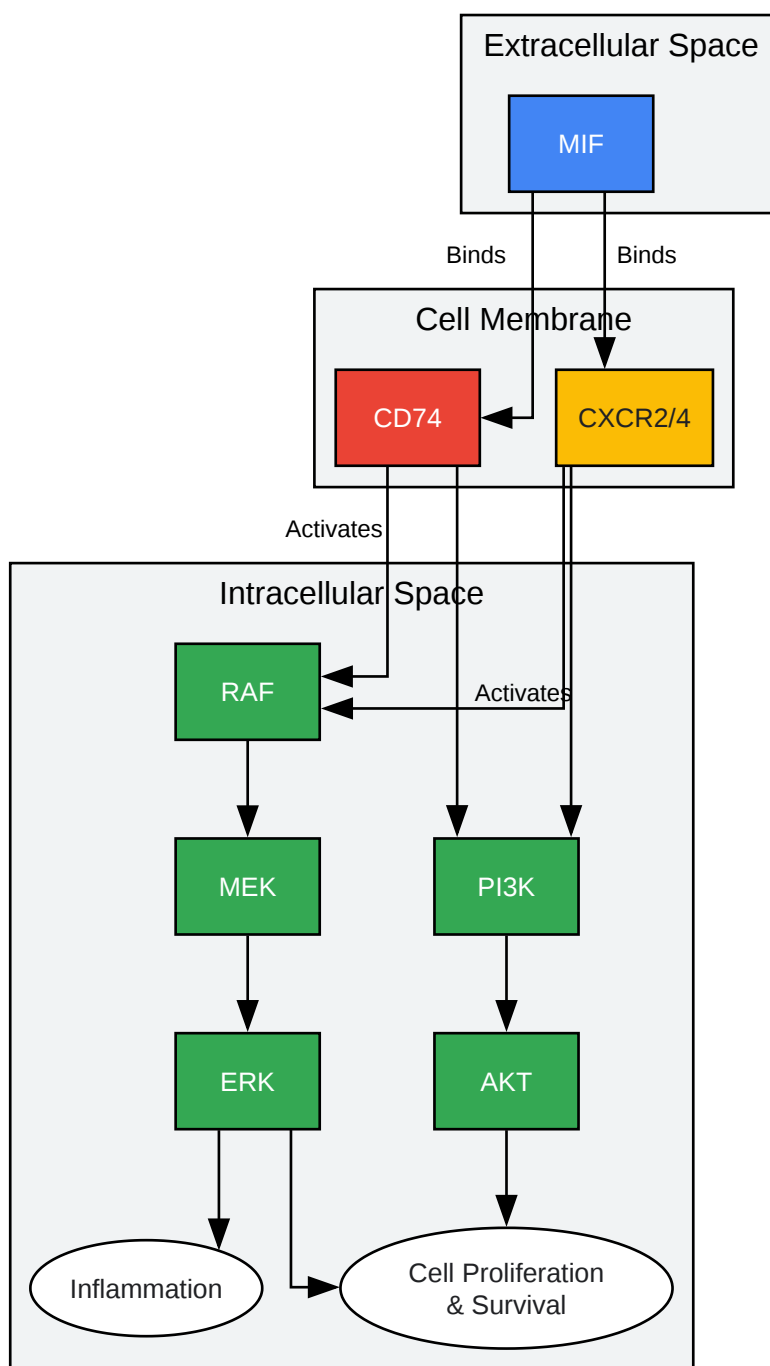 Extracellular Space
MIF
Binds
Binds
Cell Membrane
CD74
CXCR2/4
Activates
Intracellular Space
RAF
Activates
MEK
PI3K
ERK
AKT
Inflammation
Cell Proliferation
& Survival